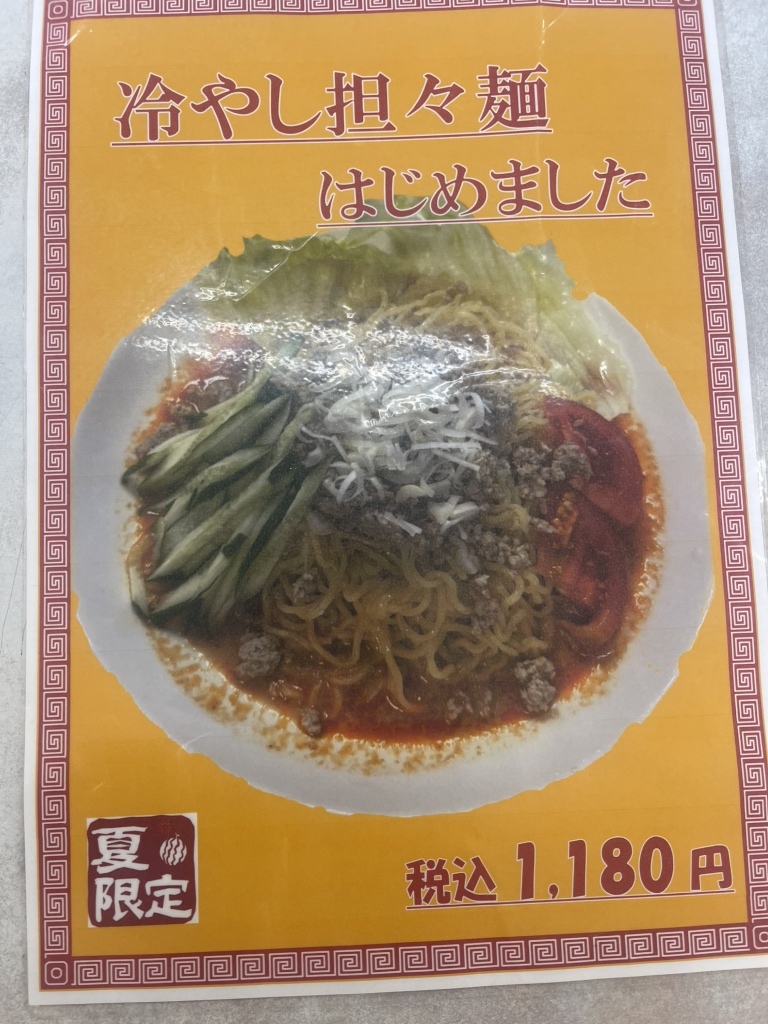 冷やし担々麺
はじめました
夏
限定
税込 1,180 円